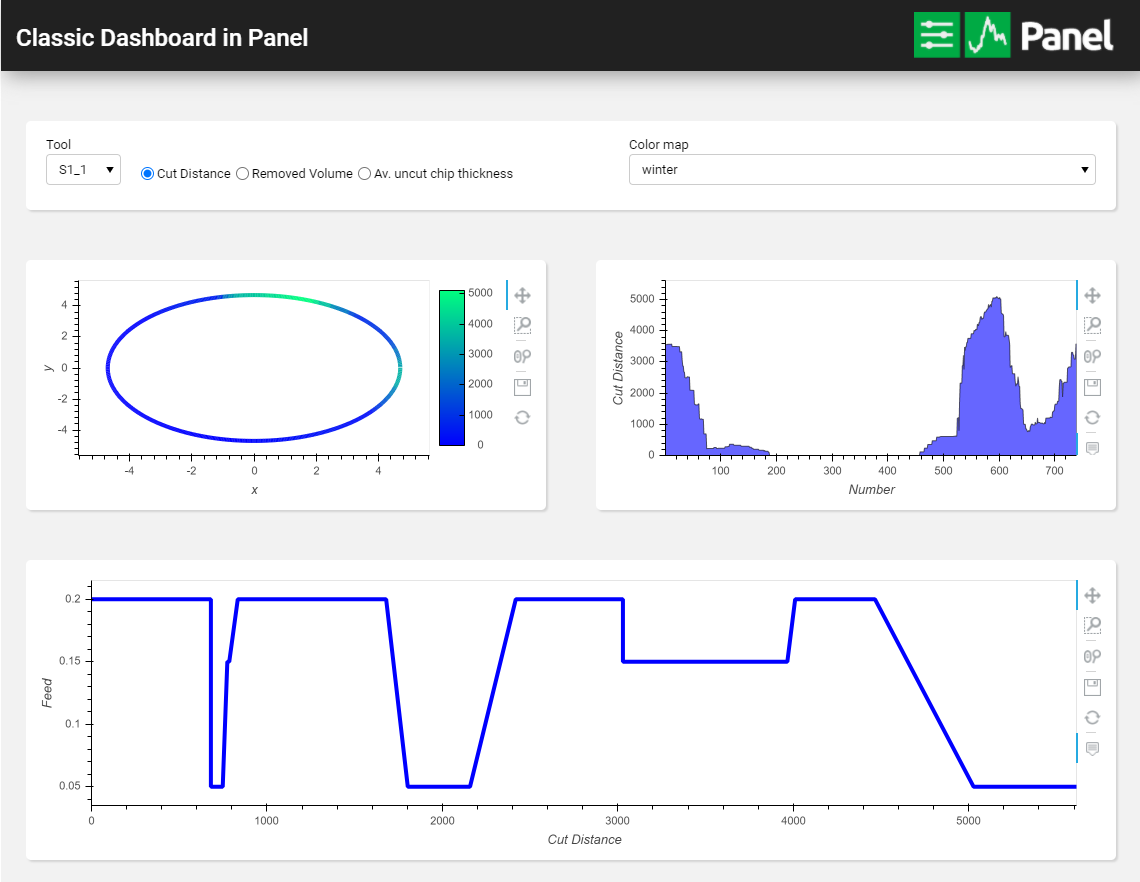 Classic Dashboard in Panel
Panel
Tool
Color map
S1_1
Cut Distance
Removed Volume
Av. uncut chip thickness
winter
y
4
2
0
-2
-4
-4
-2
0
2
4
x
5000
4000
3000
2000
1000
0
Cut Distance
5000
4000
3000
2000
1000
0
100
200
300
400
500
600
700
Number
Feed
0.2
0.15
0.1
0.05
0
1000
2000
3000
4000
5000
Cut Distance